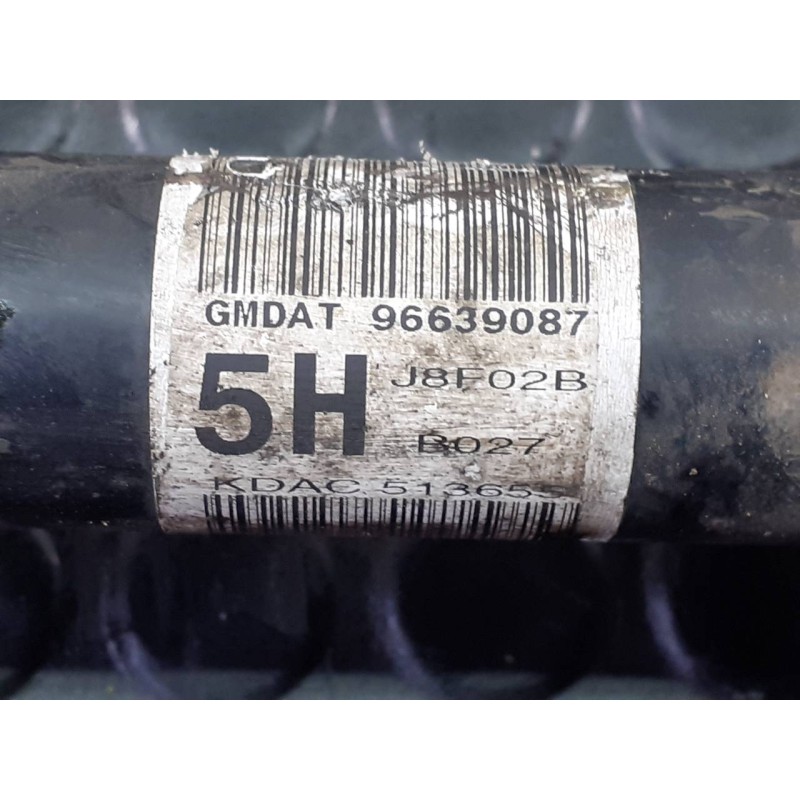 GMDAT 96639087
5H
J8F02B
B027
KDAC 513655